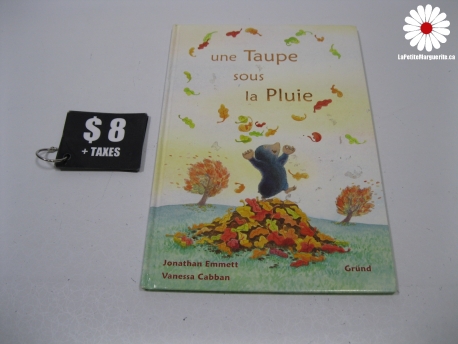 LaPetiteMarguerite.ca
une Taupe
sous
la Pluie
$8
+ TAXES
Jonathan Emmett
Vanessa Cabban
Gründ